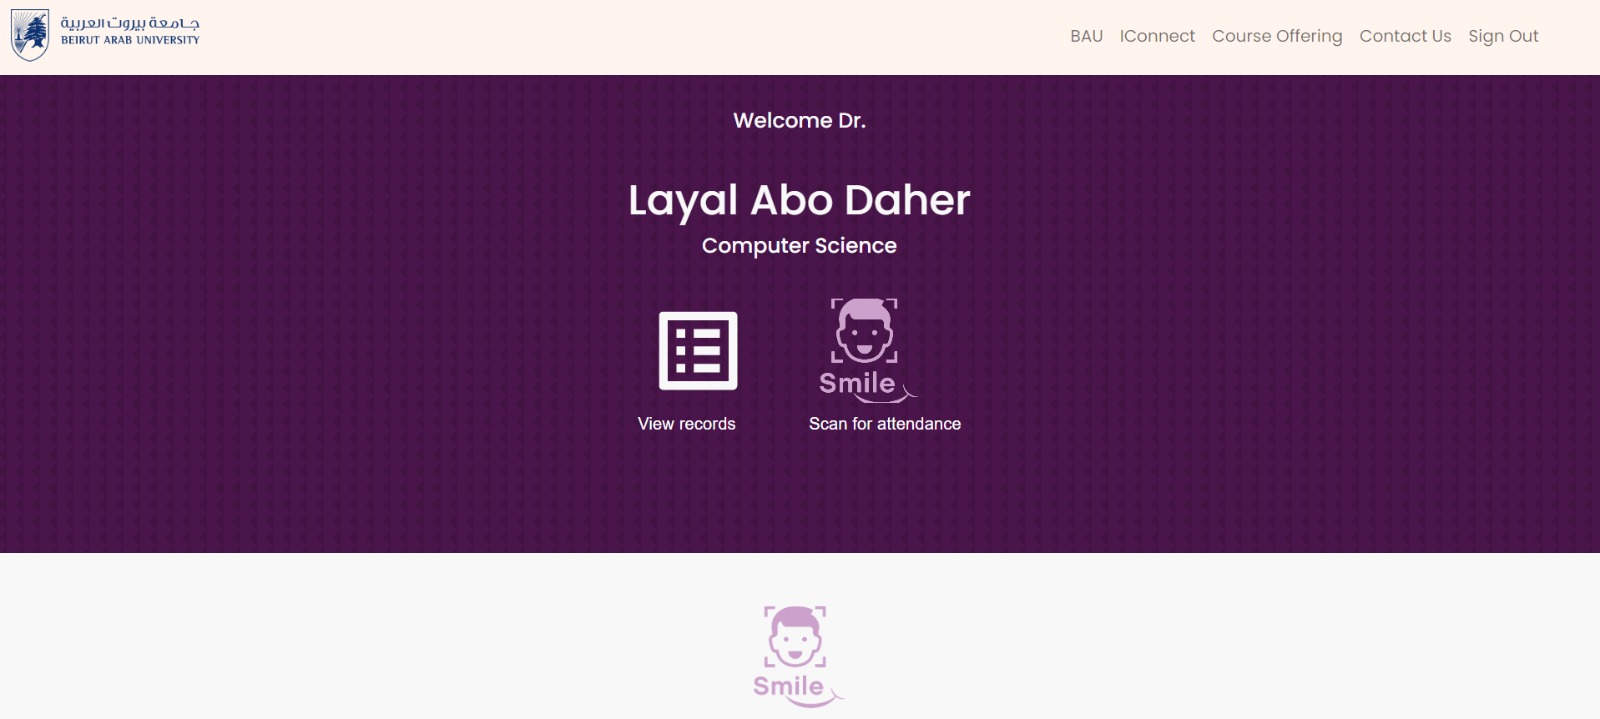 جامعة بيروت العربية
BEIRUT ARAB UNIVERSITY
BAU IConnect Course Offering Contact Us Sign Out
Welcome Dr.
Layal Abo Daher
Computer Science
Smile
View records Scan for attendance
Smile